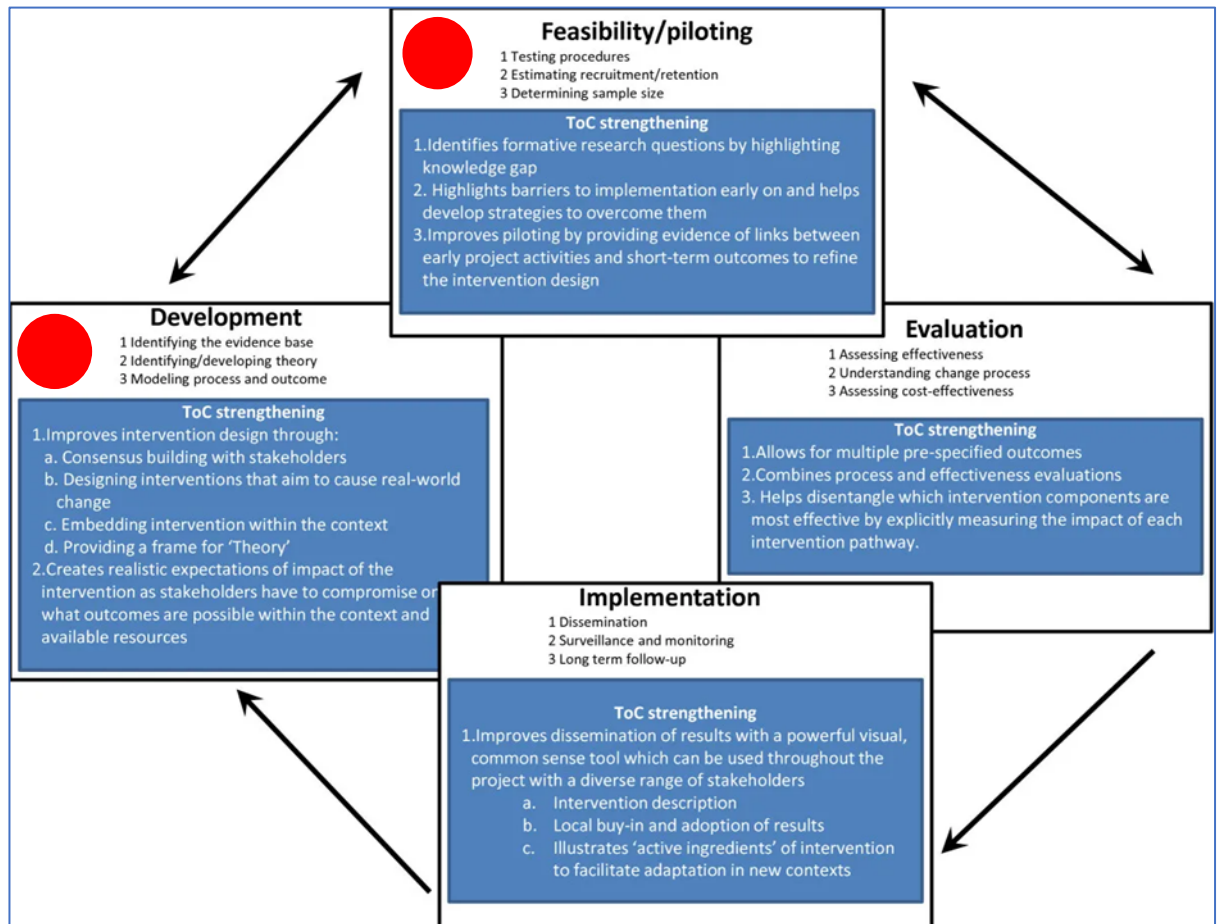 Feasibility/piloting
1 Testing procedures
2 Estimating recruitment/retention
3 Determining sample size
ToC strengthening
1.Identifies formative research questions by highlighting
knowledge gap
2. Highlights barriers to implementation early on and helps
develop strategies to overcome them
3.Improves piloting by providing evidence of links between
early project activities and short-term outcomes to refine
the intervention design
Development
1 Identifying the evidence base
2 Identifying/developing theory
3 Modeling process and outcome
ToC strengthening
1.Improves intervention design through:
a. Consensus building with stakeholders
b. Designing interventions that aim to cause real-world
change
c. Embedding intervention within the context
d. Providing a frame for ‘Theory’
2.Creates realistic expectations of impact of the
intervention as stakeholders have to compromise on
what outcomes are possible within the context and
available resources
Evaluation
1 Assessing effectiveness
2 Understanding change process
3 Assessing cost-effectiveness
ToC strengthening
1.Allows for multiple pre-specified outcomes
2.Combines process and effectiveness evaluations
3. Helps disentangle which intervention components are
most effective by explicitly measuring the impact of each
intervention pathway.
Implementation
1 Dissemination
2 Surveillance and monitoring
3 Long term follow-up
ToC strengthening
1.Improves dissemination of results with a powerful visual,
common sense tool which can be used throughout the
project with a diverse range of stakeholders
a. Intervention description
b. Local buy-in and adoption of results
c. Illustrates ‘active ingredients’ of intervention
to facilitate adaptation in new contexts